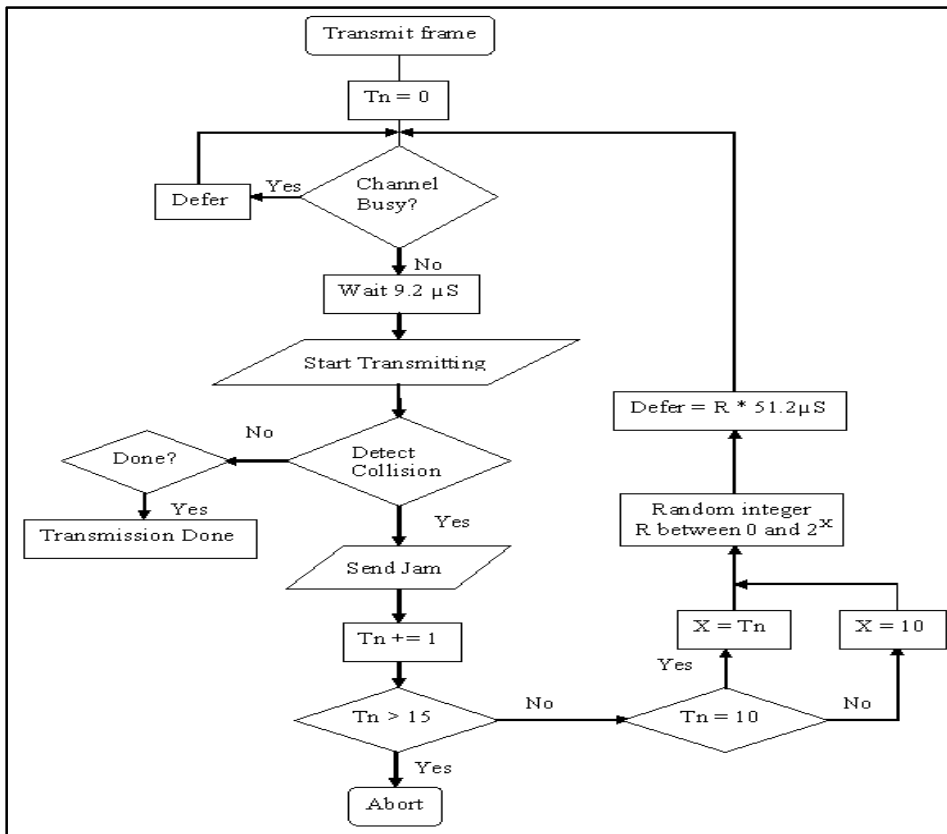 Transmit frame
Tn = 0
Channel
Busy?
Yes
Defer
No
Wait 9.2 µS
Start Transmitting
Detect
Collision
No
Done?
Yes
Transmission Done
Yes
Send Jam
Tn += 1
Tn > 15
Yes
Abort
No
Tn = 10
Yes
X = Tn
No
X = 10
Random integer
R between 0 and 2^x
Defer = R * 51.2µS